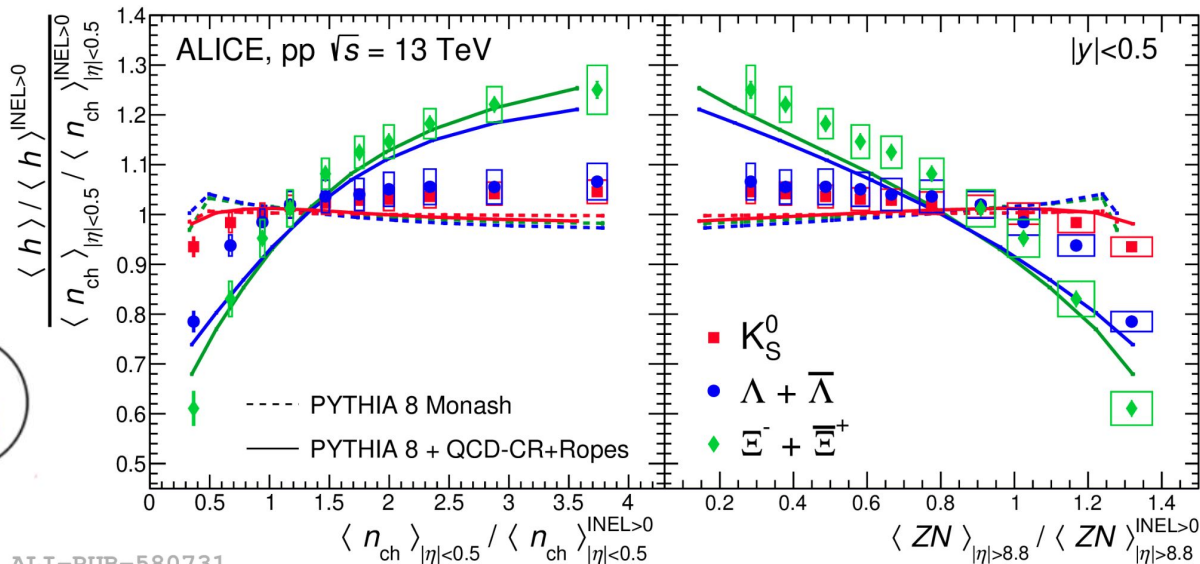 ⟨ h ⟩ / ⟨ h ⟩^INEL>0
⟨ n_ch ⟩_|η|<0.5 / ⟨ n_ch ⟩^INEL>0_|η|<0.5
1.4
1.3
1.2
1.1
1
0.9
0.8
0.7
0.6
0.5
ALICE, pp √s = 13 TeV
PYTHIA 8 Monash
PYTHIA 8 + QCD-CR+Ropes
0 0.5 1 1.5 2 2.5 3 3.5 4
⟨ n_ch ⟩_|η|<0.5 / ⟨ n_ch ⟩^INEL>0_|η|<0.5
|y|<0.5
K⁰_S
Λ + Λ̅
Ξ⁻ + Ξ̅⁺
0.2 0.4 0.6 0.8 1 1.2 1.4
⟨ ZN ⟩_|η|>8.8 / ⟨ ZN ⟩^INEL>0_|η|>8.8
ALI-PUB-580731